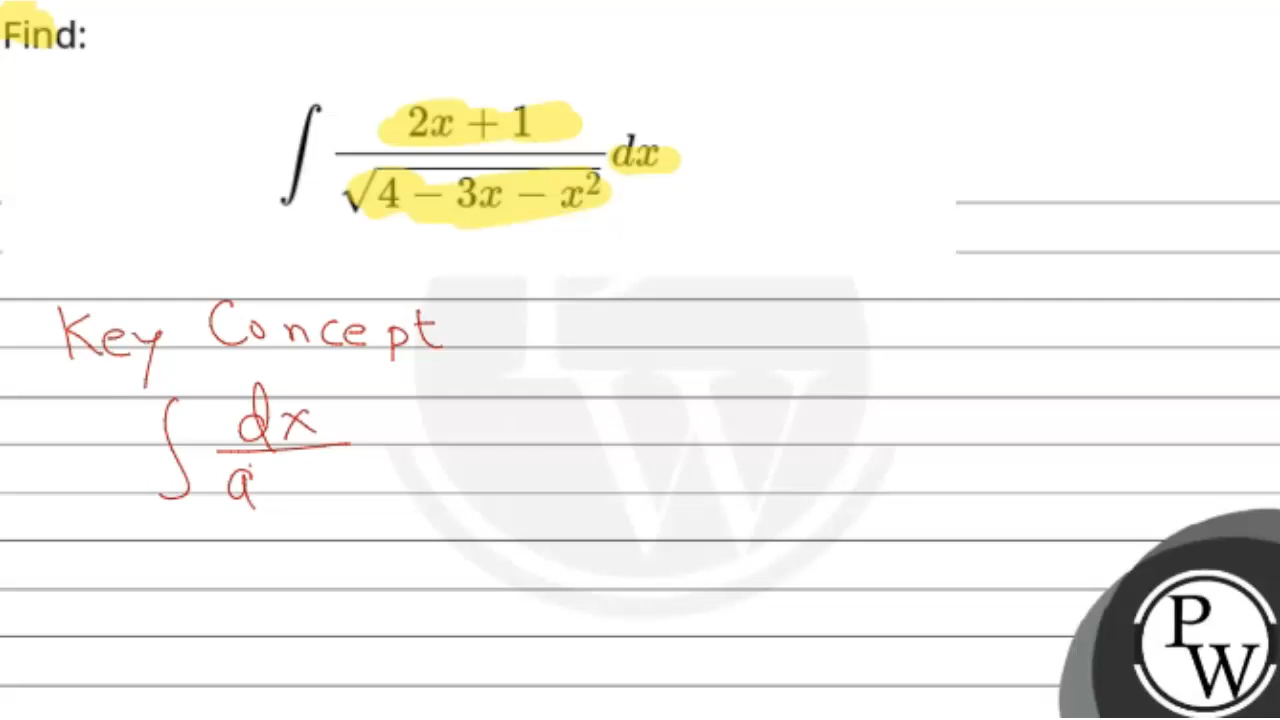 Find:
∫ (2x + 1) / √(4 − 3x − x²) dx
Key Concept
∫ dx / a
PW